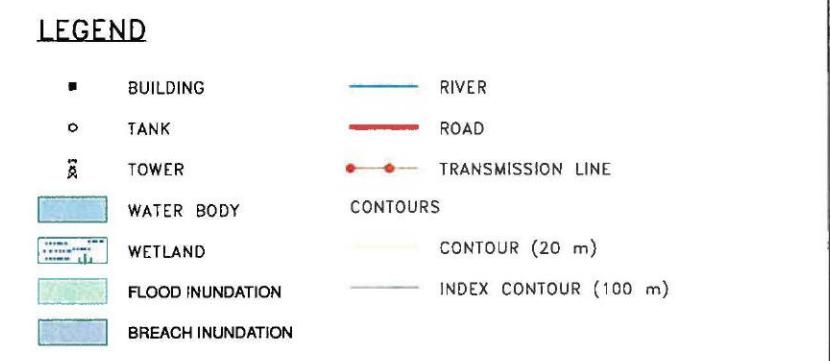 LEGEND
BUILDING
TANK
TOWER
WATER BODY
WETLAND
FLOOD INUNDATION
BREACH INUNDATION
RIVER
ROAD
TRANSMISSION LINE
CONTOURS
CONTOUR (20 m)
INDEX CONTOUR (100 m)